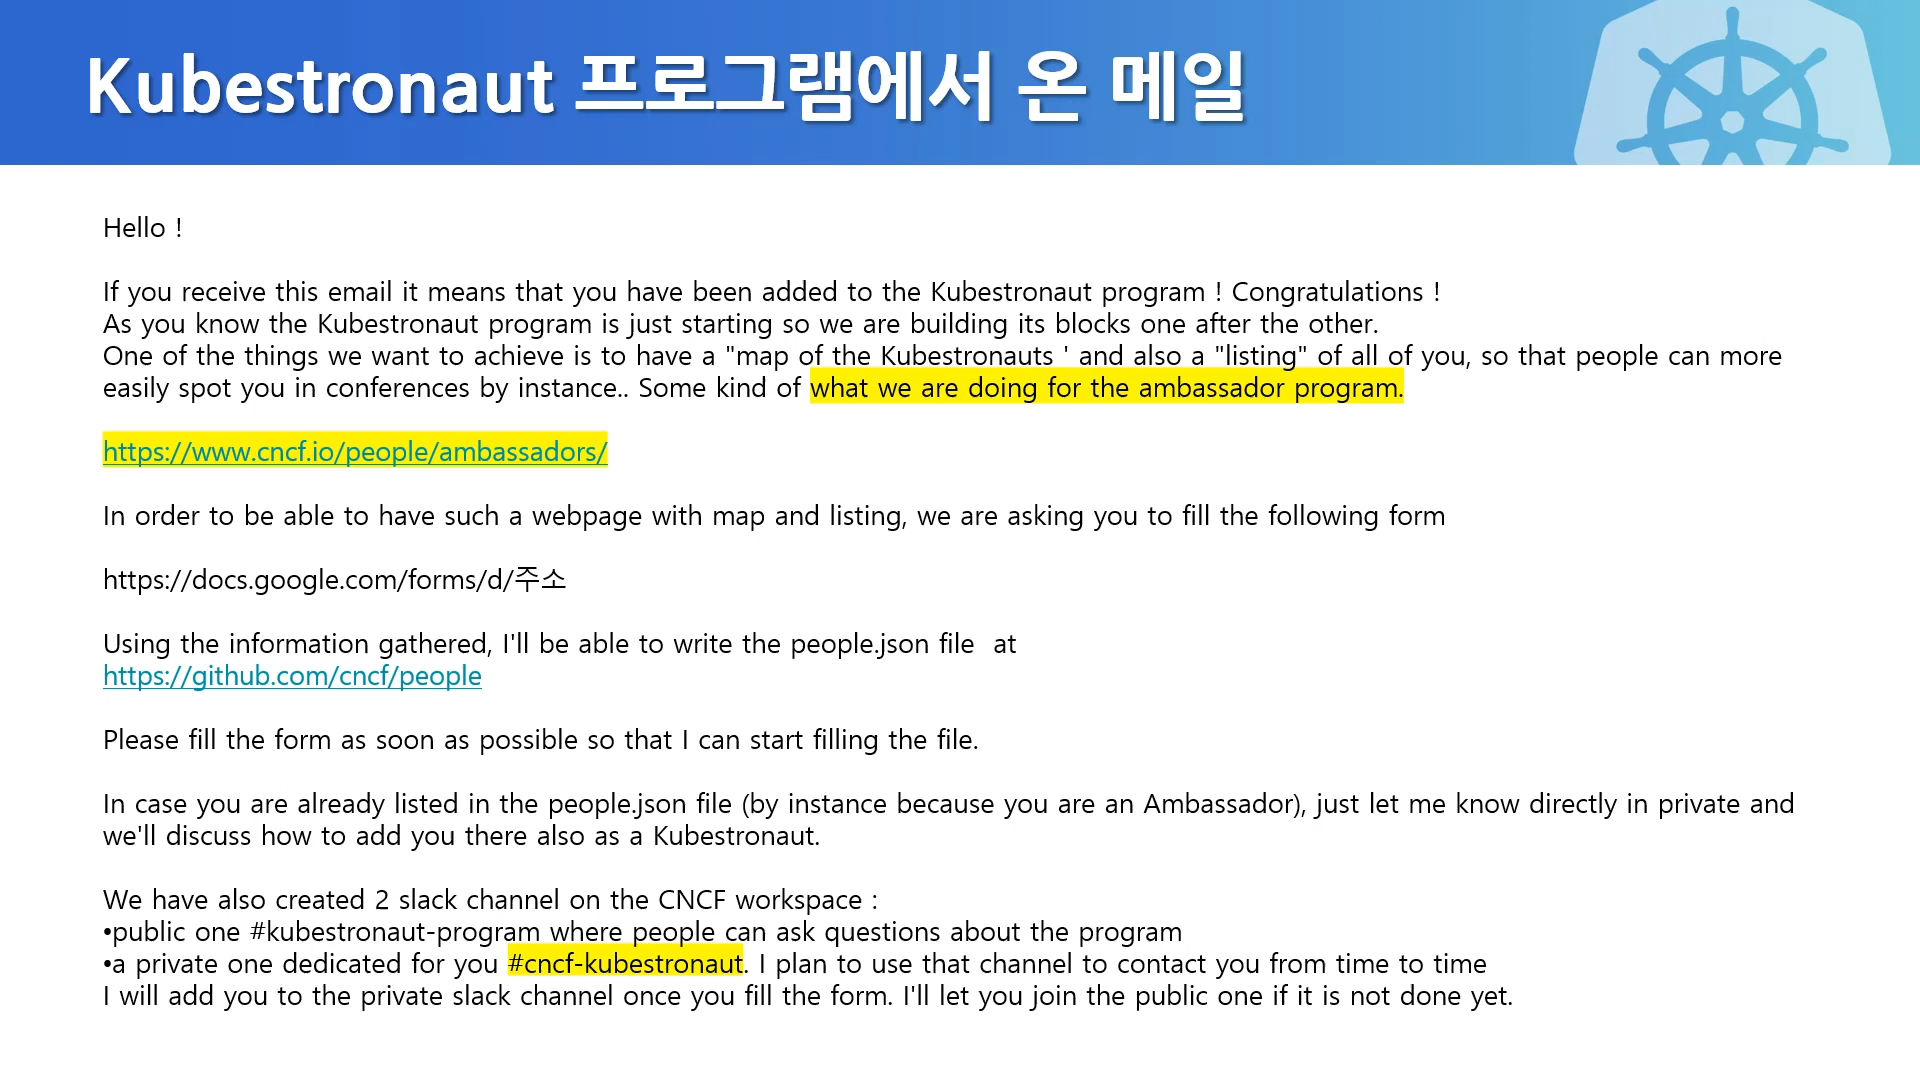 Kubestronaut 프로그램에서 온 메일
Hello !
If you receive this email it means that you have been added to the Kubestronaut program ! Congratulations !
As you know the Kubestronaut program is just starting so we are building its blocks one after the other.
One of the things we want to achieve is to have a "map of the Kubestronauts ' and also a "listing" of all of you, so that people can more
easily spot you in conferences by instance.. Some kind of what we are doing for the ambassador program.
https://www.cncf.io/people/ambassadors/
In order to be able to have such a webpage with map and listing, we are asking you to fill the following form
https://docs.google.com/forms/d/주소
Using the information gathered, I'll be able to write the people.json file  at
https://github.com/cncf/people
Please fill the form as soon as possible so that I can start filling the file.
In case you are already listed in the people.json file (by instance because you are an Ambassador), just let me know directly in private and
we'll discuss how to add you there also as a Kubestronaut.
We have also created 2 slack channel on the CNCF workspace :
•public one #kubestronaut-program where people can ask questions about the program
•a private one dedicated for you #cncf-kubestronaut. I plan to use that channel to contact you from time to time
I will add you to the private slack channel once you fill the form. I'll let you join the public one if it is not done yet.